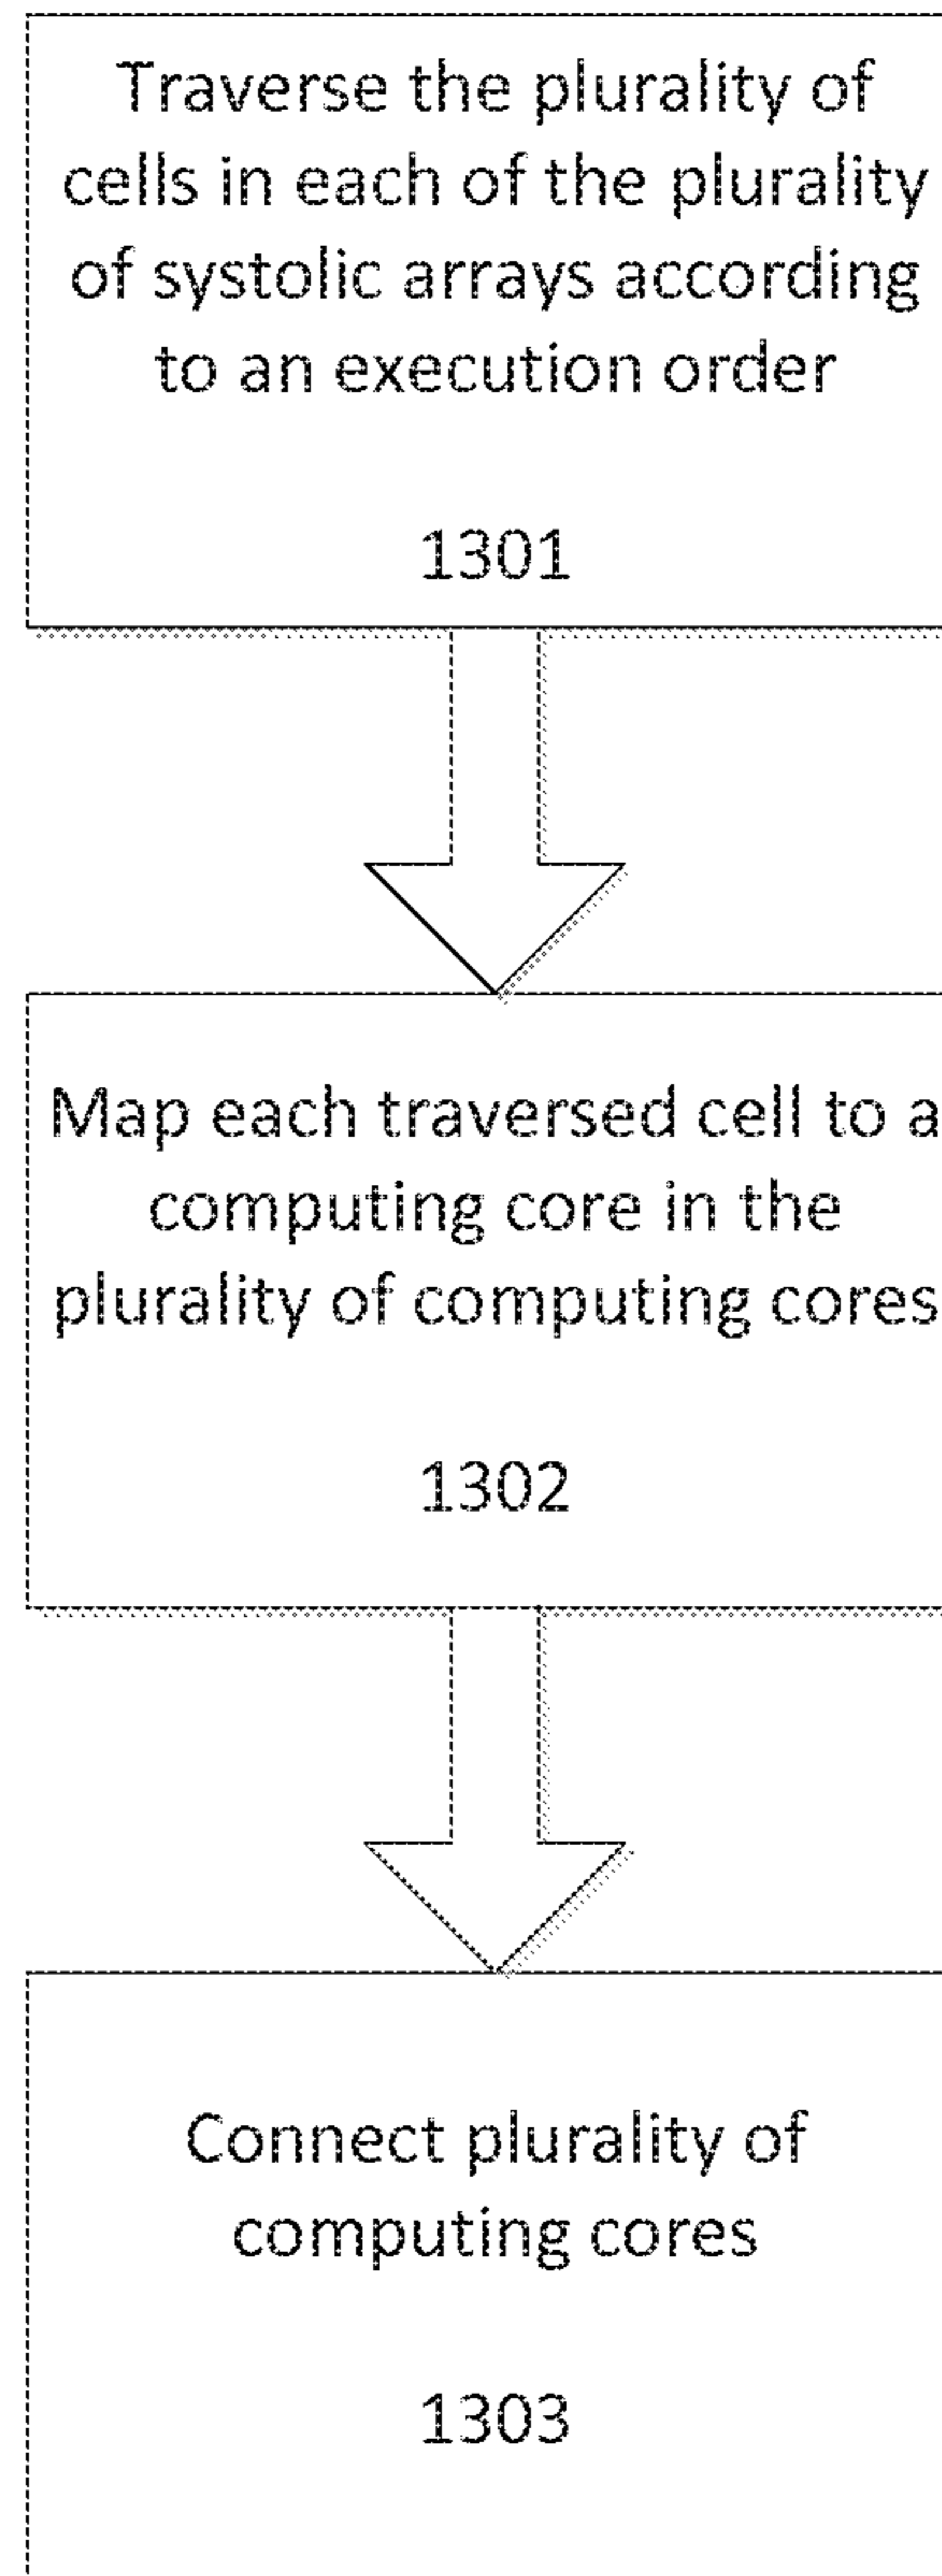 Traverse the plurality of
cells in each of the plurality
of systolic arrays according
to an execution order
1301
Map each traversed cell to a
computing core in the
plurality of computing cores
1302
Connect plurality of
computing cores
1303